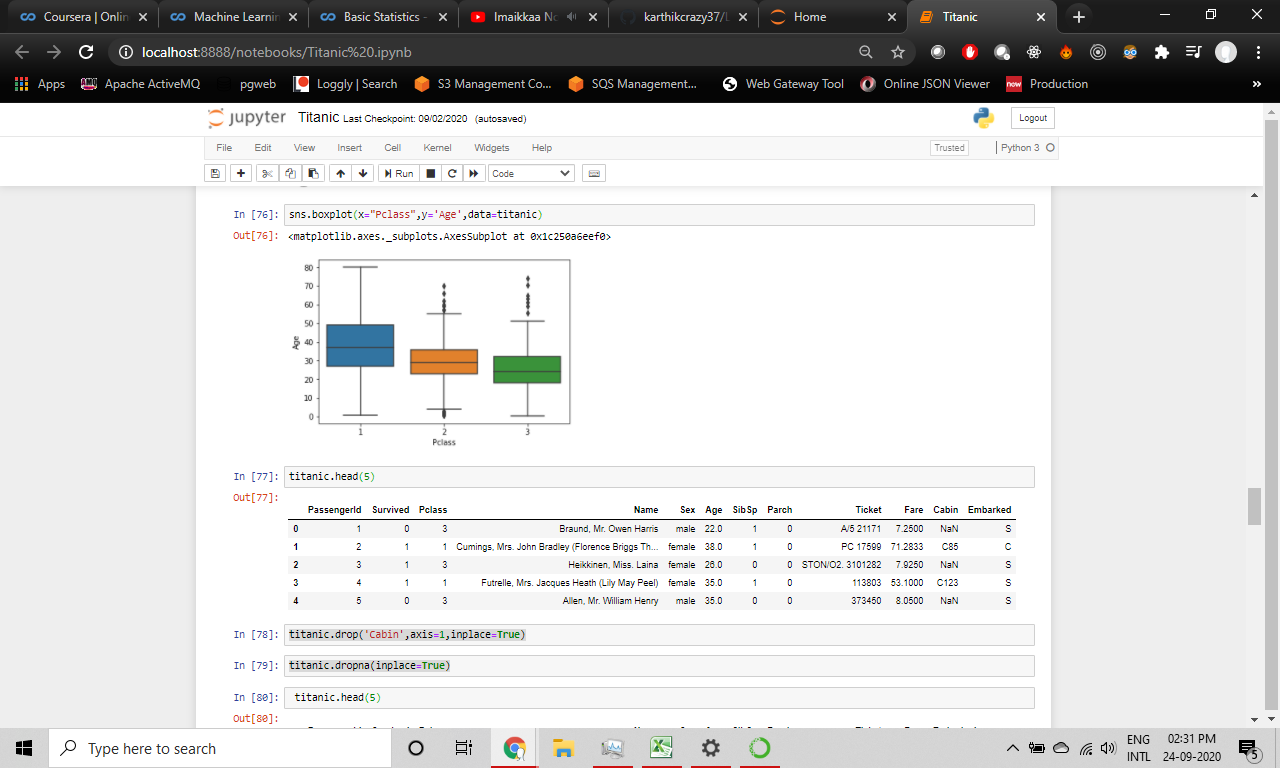 Coursera | Onlin
Machine Learnin
Basic Statistics -
Imaikkaa No
karthikcrazy37/L
Home
Titanic
localhost:8888/notebooks/Titanic%20.ipynb
Apps
Apache ActiveMQ
pgweb
Loggly | Search
S3 Management Co...
SQS Management...
Web Gateway Tool
Online JSON Viewer
now Production
»
jupyter Titanic Last Checkpoint: 09/02/2020 (autosaved)
Logout
File Edit View Insert Cell Kernel Widgets Help
Trusted
Python 3
Run
Code
In [76]: sns.boxplot(x="Pclass",y='Age',data=titanic)
Out[76]: <matplotlib.axes._subplots.AxesSubplot at 0x1c250a6eef0>
80
70
60
50
40
30
20
10
0
Age
1 2 3
Pclass
In [77]: titanic.head(5)
Out[77]:
PassengerId Survived Pclass Name Sex Age SibSp Parch Ticket Fare Cabin Embarked
0 1 0 3 Braund, Mr. Owen Harris male 22.0 1 0 A/5 21171 7.2500 NaN S
1 2 1 1 Cumings, Mrs. John Bradley (Florence Briggs Th... female 38.0 1 0 PC 17599 71.2833 C85 C
2 3 1 3 Heikkinen, Miss. Laina female 26.0 0 0 STON/O2. 3101282 7.9250 NaN S
3 4 1 1 Futrelle, Mrs. Jacques Heath (Lily May Peel) female 35.0 1 0 113803 53.1000 C123 S
4 5 0 3 Allen, Mr. William Henry male 35.0 0 0 373450 8.0500 NaN S
In [78]: titanic.drop('Cabin',axis=1,inplace=True)
In [79]: titanic.dropna(inplace=True)
In [80]: titanic.head(5)
Out[80]:
Type here to search
ENG
INTL
02:31 PM
24-09-2020
5